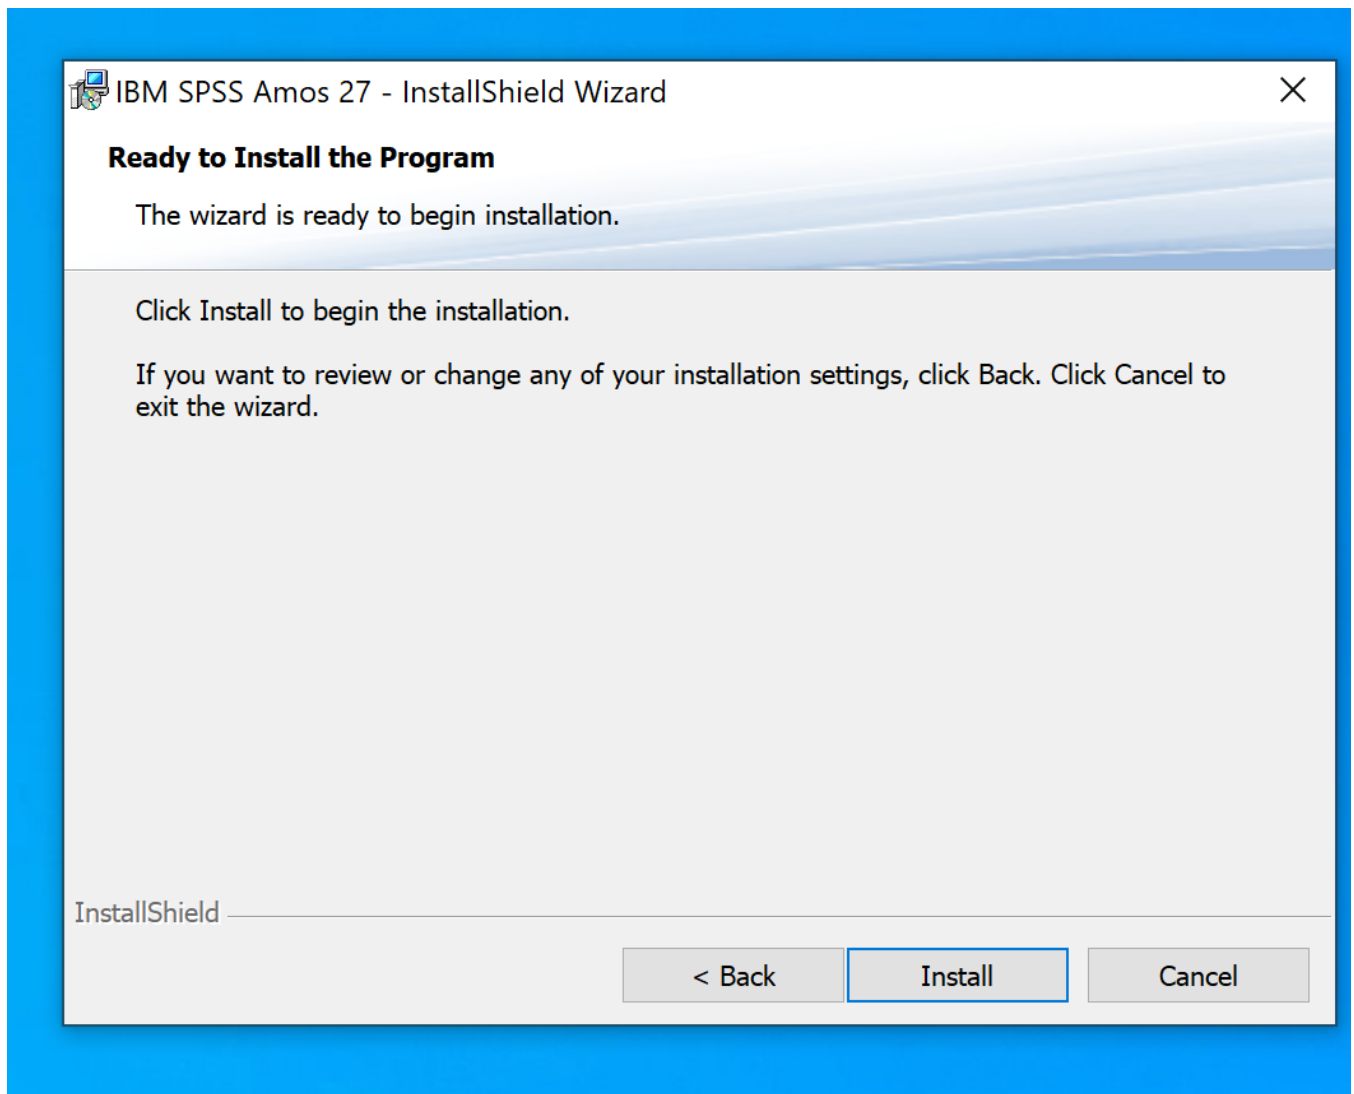 IBM SPSS Amos 27 - InstallShield Wizard
Ready to Install the Program
The wizard is ready to begin installation.
Click Install to begin the installation.
If you want to review or change any of your installation settings, click Back. Click Cancel to
exit the wizard.
InstallShield
< Back
Install
Cancel